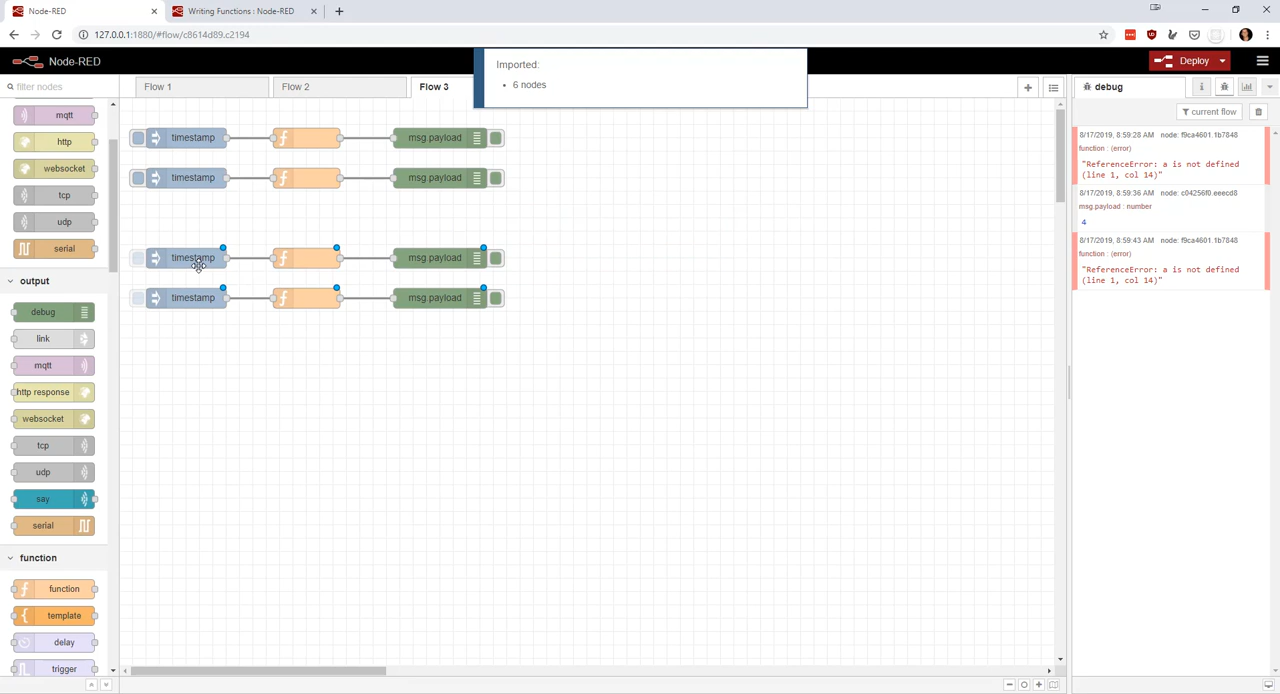 Node-RED
Writing Functions : Node-RED
127.0.0.1:1880/#flow/c8614d89.c2194
Node-RED
Deploy
filter nodes
Flow 1
Flow 2
Flow 3
Imported:
• 6 nodes
debug
i
current flow
mqtt
http
websocket
tcp
udp
serial
output
debug
link
mqtt
http response
websocket
tcp
udp
say
serial
function
function
template
delay
trigger
timestamp
msg.payload
timestamp
msg.payload
timestamp
msg.payload
timestamp
msg.payload
8/17/2019, 8:59:28 AM node: f9ca4601.1b7848
function : (error)
"ReferenceError: a is not defined
(line 1, col 14)"
8/17/2019, 8:59:36 AM node: c04256f0.eeecd8
msg.payload : number
4
8/17/2019, 8:59:43 AM node: f9ca4601.1b7848
function : (error)
"ReferenceError: a is not defined
(line 1, col 14)"